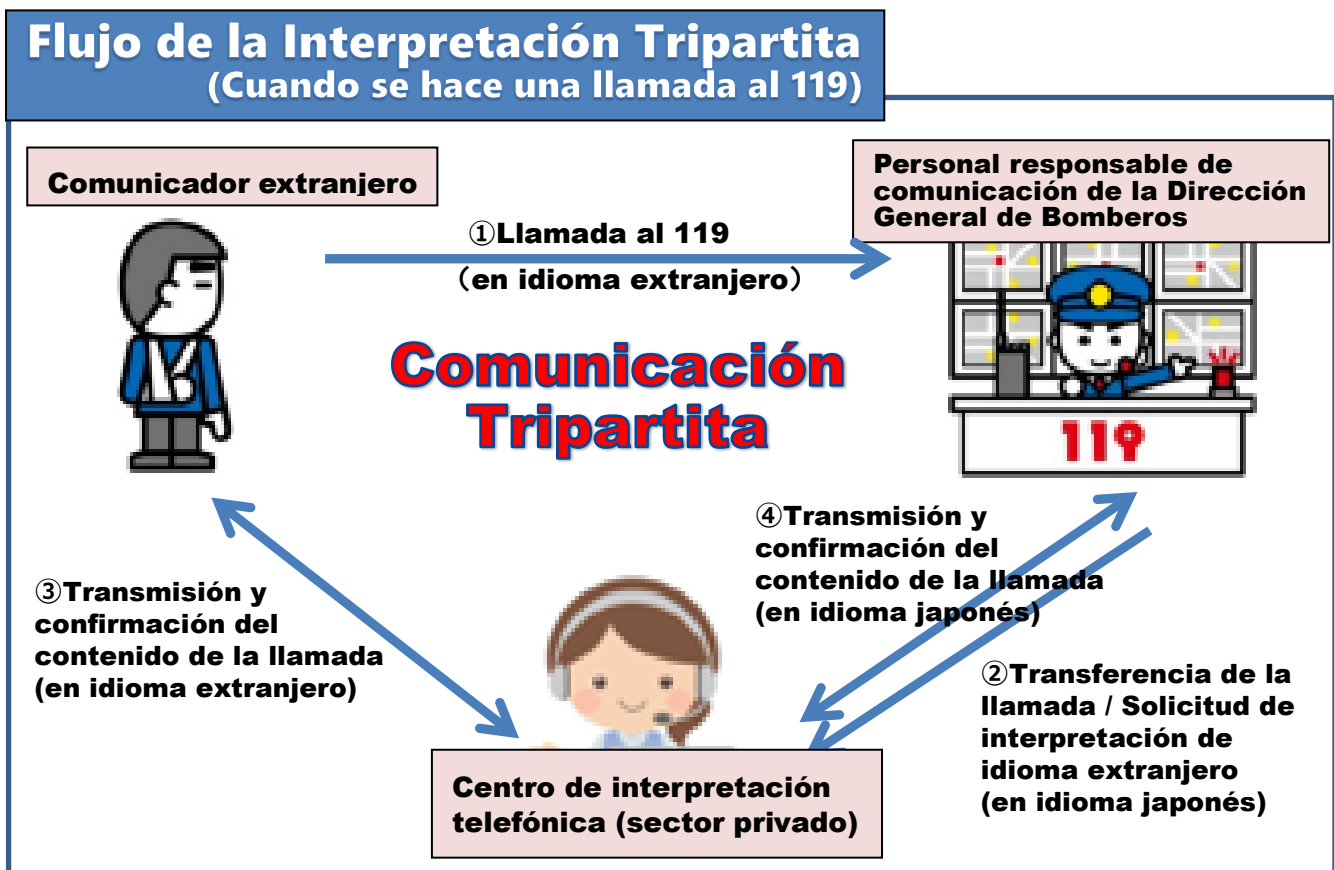 Flujo de la Interpretación Tripartita
(Cuando se hace una llamada al 119)
Comunicador extranjero
Personal responsable de
comunicación de la Dirección
General de Bomberos
①Llamada al 119
（en idioma extranjero）
Comunicación
Tripartita
119
④Transmisión y
confirmación del
contenido de la llamada
(en idioma japonés)
③Transmisión y
confirmación del
contenido de la llamada
(en idioma extranjero)
②Transferencia de la
llamada / Solicitud de
interpretación de
idioma extranjero
(en idioma japonés)
Centro de interpretación
telefónica (sector privado)